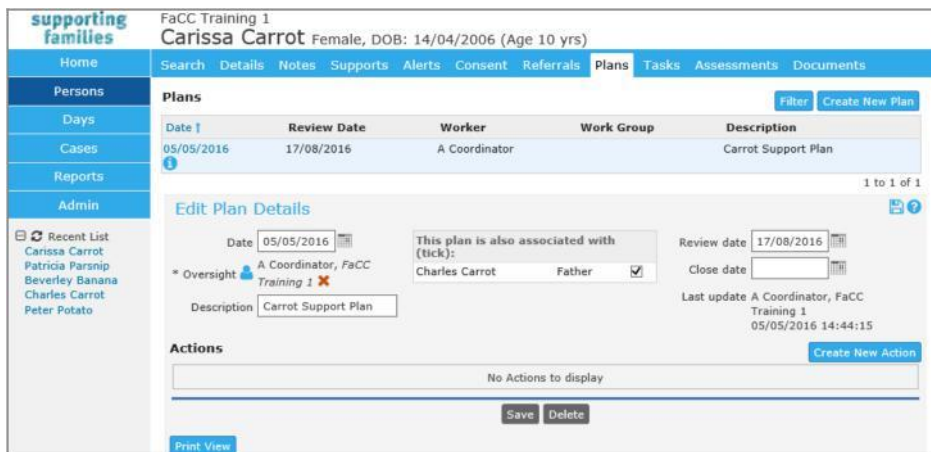 supporting
families
FaCC Training 1
Carissa Carrot Female, DOB: 14/04/2006 (Age 10 yrs)
Home
Persons
Days
Cases
Reports
Admin
Recent List
Carissa Carrot
Patricia Parsnip
Beverley Banana
Charles Carrot
Peter Potato
Search Details Notes Supports Alerts Consent Referrals Plans Tasks Assessments Documents
Plans
Filter Create New Plan
Date Review Date Worker Work Group Description
05/05/2016 17/08/2016 A Coordinator Carrot Support Plan
1 to 1 of 1
Edit Plan Details
Date 05/05/2016
* Oversight A Coordinator, FaCC
Training 1
Description Carrot Support Plan
This plan is also associated with
(tick):
Charles Carrot Father
Review date 17/08/2016
Close date
Last update A Coordinator, FaCC
Training 1
05/05/2016 14:44:15
Actions
Create New Action
No Actions to display
Save Delete
Print View